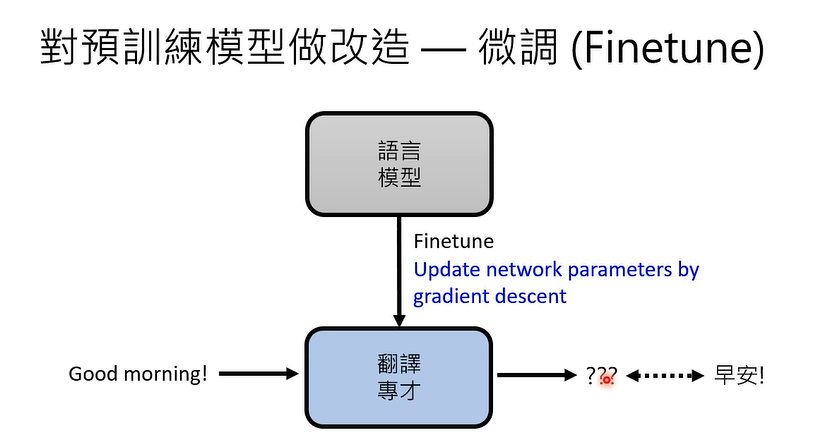 對預訓練模型做改造 — 微調 (Finetune)
語言
模型
Finetune
Update network parameters by
gradient descent
翻譯
專才
Good morning!
???
早安!